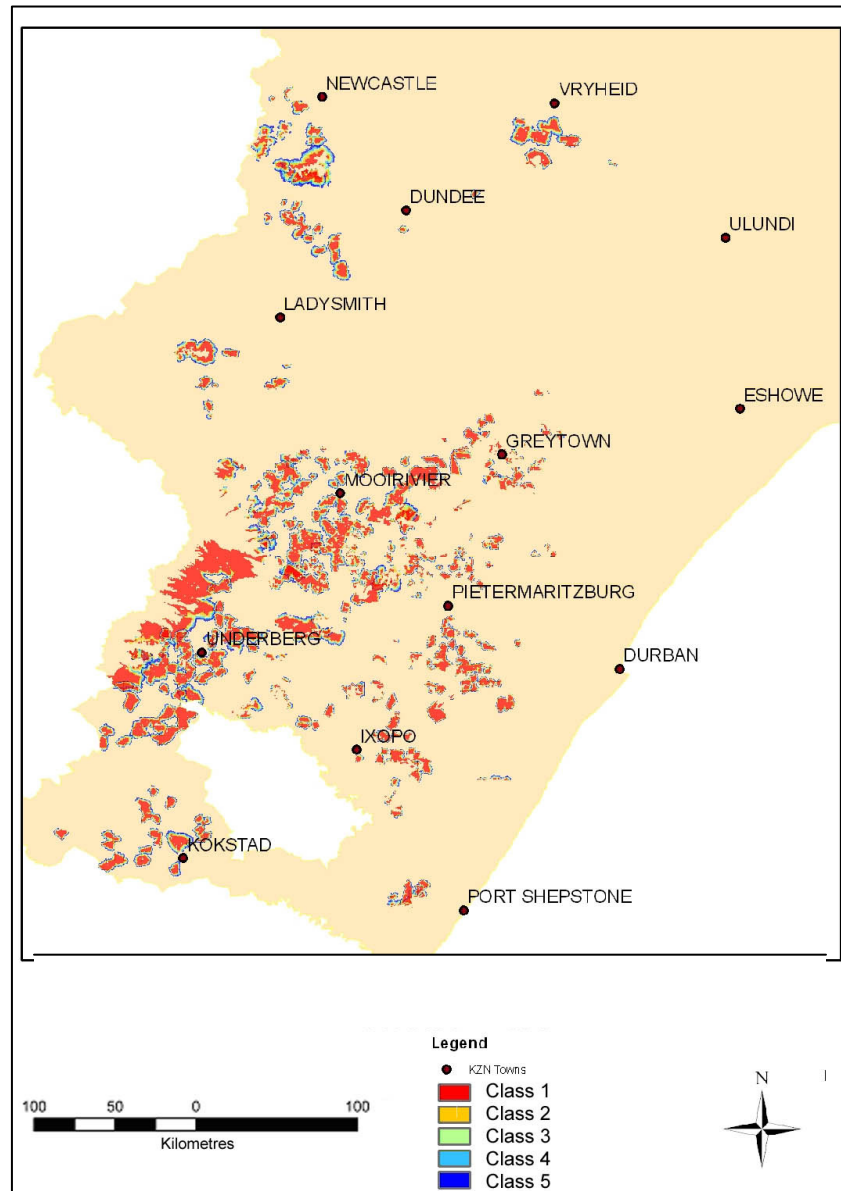 NEWCASTLE
VRYHEID
DUNDEE
ULUNDI
LADYSMITH
ESHOWE
GREYTOWN
MOOIRIVIER
PIETERMARITZBURG
UNDERBERG
DURBAN
IXOPO
KOKSTAD
PORT SHEPSTONE
Legend
KZN Towns
Class 1
Class 2
Class 3
Class 4
Class 5
100 50 0 100
Kilometres
N